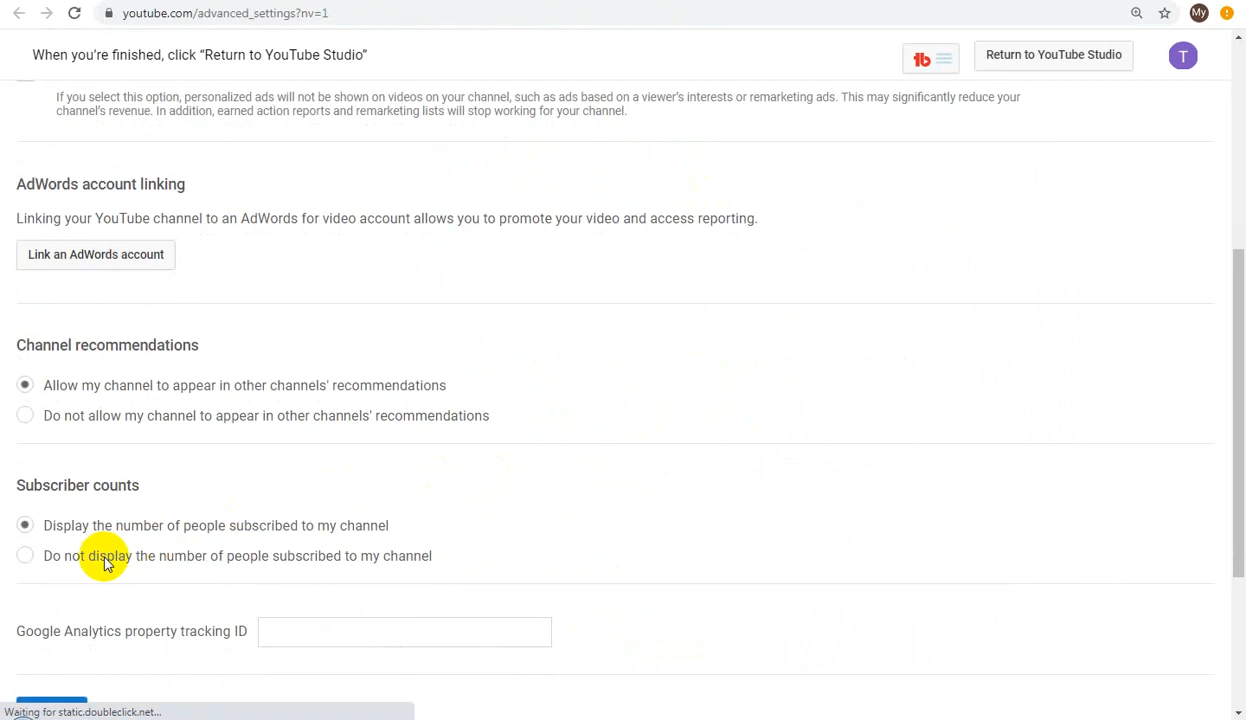 youtube.com/advanced_settings?nv=1
My
When you're finished, click “Return to YouTube Studio”
Return to YouTube Studio
T
If you select this option, personalized ads will not be shown on videos on your channel, such as ads based on a viewer's interests or remarketing ads. This may significantly reduce your
channel's revenue. In addition, earned action reports and remarketing lists will stop working for your channel.
AdWords account linking
Linking your YouTube channel to an AdWords for video account allows you to promote your video and access reporting.
Link an AdWords account
Channel recommendations
Allow my channel to appear in other channels' recommendations
Do not allow my channel to appear in other channels' recommendations
Subscriber counts
Display the number of people subscribed to my channel
Do not display the number of people subscribed to my channel
Google Analytics property tracking ID
Waiting for static.doubleclick.net...